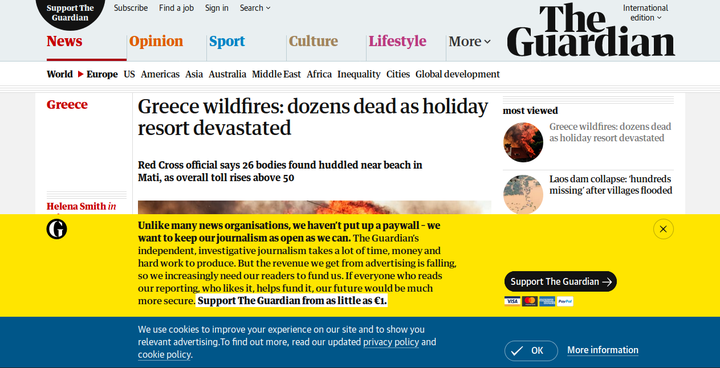 Support The
Guardian
Subscribe
Find a job
Sign in
Search
International
edition
The
Guardian
News
Opinion
Sport
Culture
Lifestyle
More
World
Europe
US
Americas
Asia
Australia
Middle East
Africa
Inequality
Cities
Global development
Greece
Greece wildfires: dozens dead as holiday
resort devastated
Red Cross official says 26 bodies found huddled near beach in
Mati, as overall toll rises above 50
Helena Smith in
most viewed
Greece wildfires: dozens dead
as holiday resort devastated
Laos dam collapse: 'hundreds
missing' after villages flooded
G
Unlike many news organisations, we haven't put up a paywall – we
want to keep our journalism as open as we can. The Guardian's
independent, investigative journalism takes a lot of time, money and
hard work to produce. But the revenue we get from advertising is falling,
so we increasingly need our readers to fund us. If everyone who reads
our reporting, who likes it, helps fund it, our future would be much
more secure. Support The Guardian from as little as €1.
Support The Guardian
VISA
PayPal
We use cookies to improve your experience on our site and to show you
relevant advertising.To find out more, read our updated privacy policy and
cookie policy.
OK
More information